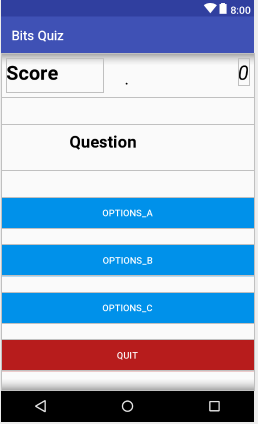 8:00
Bits Quiz
Score . 0
Question
OPTIONS_A
OPTIONS_B
OPTIONS_C
QUIT